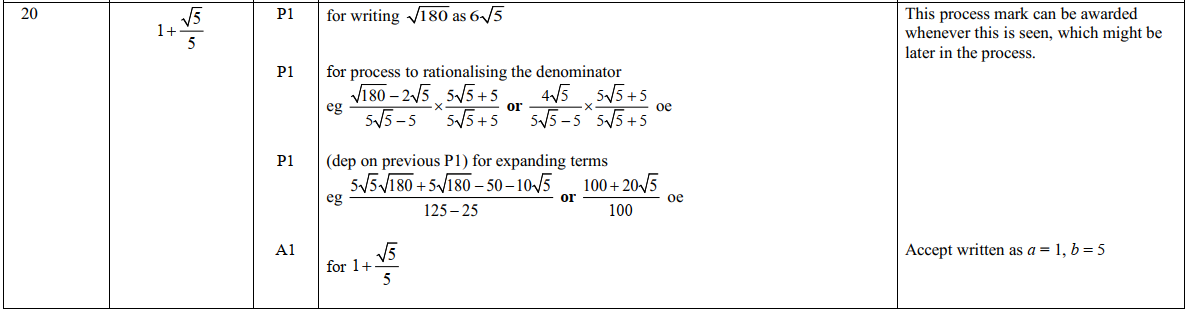 20
1+√5/5
P1 for writing √180 as 6√5
This process mark can be awarded
whenever this is seen, which might be
later in the process.
P1 for process to rationalising the denominator
eg (√180 – 2√5)/(5√5 – 5) × (5√5 + 5)/(5√5 + 5) or (4√5)/(5√5 – 5) × (5√5 + 5)/(5√5 + 5) oe
P1 (dep on previous P1) for expanding terms
eg (5√5√180 + 5√180 – 50 – 10√5)/(125 – 25) or (100 + 20√5)/100 oe
A1 for 1+√5/5
Accept written as a = 1, b = 5